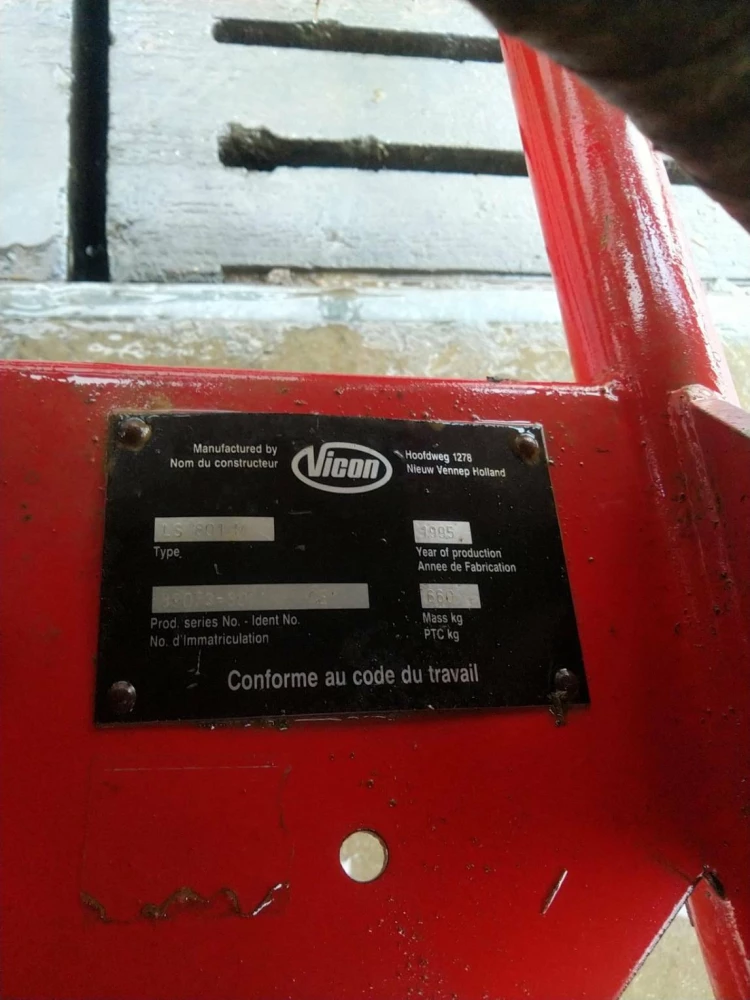 Manufactured by
Nom du constructeur
Vicon
Hoofdweg 1278
Nieuw Vennep Holland
Type
Year of production
Annee de Fabrication
Prod. series No. - Ident No.
No. d'Immatriculation
Mass kg
PTC kg
Conforme au code du travail